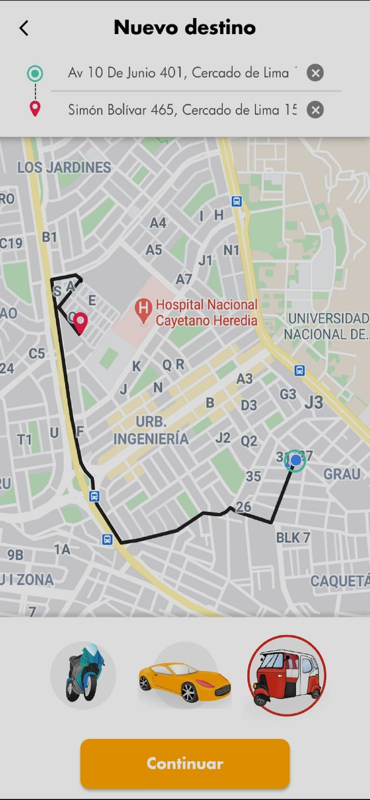 Nuevo destino
Av 10 De Junio 401, Cercado de Lima
Simón Bolívar 465, Cercado de Lima 15
LOS JARDINES
RO
A4
I
H
C19
B1
A5
J1
N1
A7
S
A
E
Hospital Nacional
Cayetano Heredia
AO
UNIVERSIDAD
NACIONAL DE..
C5
24
K
Q R
J
N
A3
G3
J3
B
D3
URB.
INGENIERÍA
T1
U
F
J2
Q2
GRAU
35
RU
26
BLK 7
9B
1A
U I ZONA
CAQUETÁ
7
Continuar